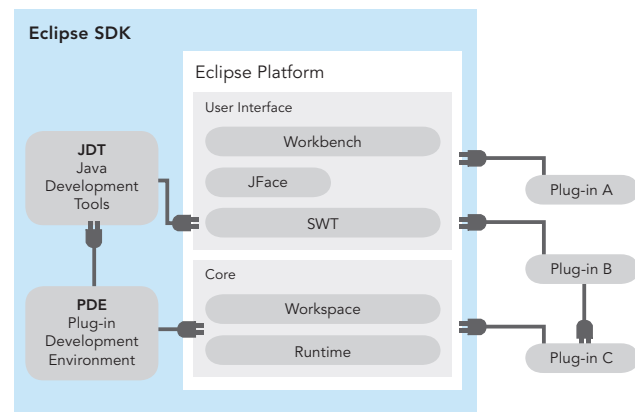 Eclipse SDK
Eclipse Platform
User Interface
Workbench
JFace
SWT
Core
Workspace
Runtime
JDT
Java
Development
Tools
PDE
Plug-in
Development
Environment
Plug-in A
Plug-in B
Plug-in C